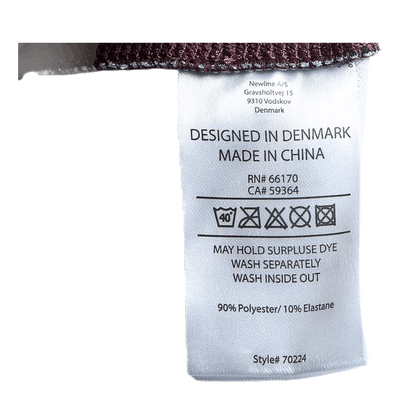 Newline A/S
Gravsholtvej 15
9310 Vodskov
Denmark
DESIGNED IN DENMARK
MADE IN CHINA
RN# 66170
CA# 59364
40°
MAY HOLD SURPLUSE DYE
WASH SEPARATELY
WASH INSIDE OUT
90% Polyester/ 10% Elastane
Style# 70224